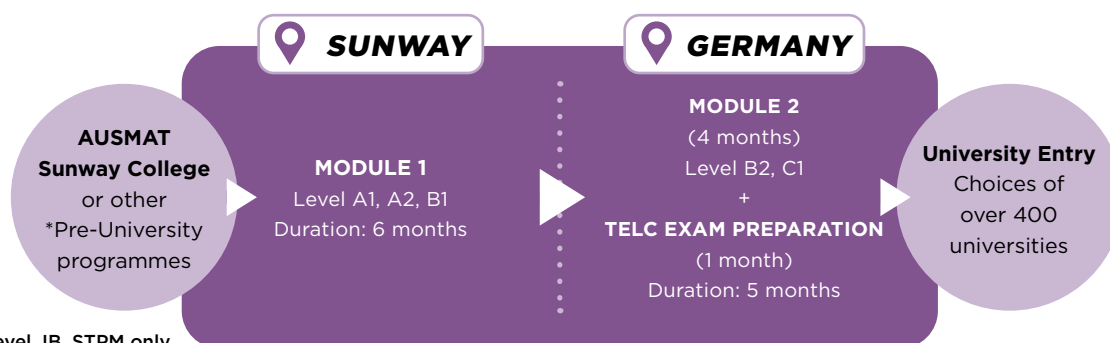 SUNWAY
GERMANY
AUSMAT
Sunway College
or other
*Pre-University
programmes
MODULE 1
Level A1, A2, B1
Duration: 6 months
MODULE 2
(4 months)
Level B2, C1
+
TELC EXAM PREPARATION
(1 month)
Duration: 5 months
University Entry
Choices of
over 400
universities
IB, STPM only